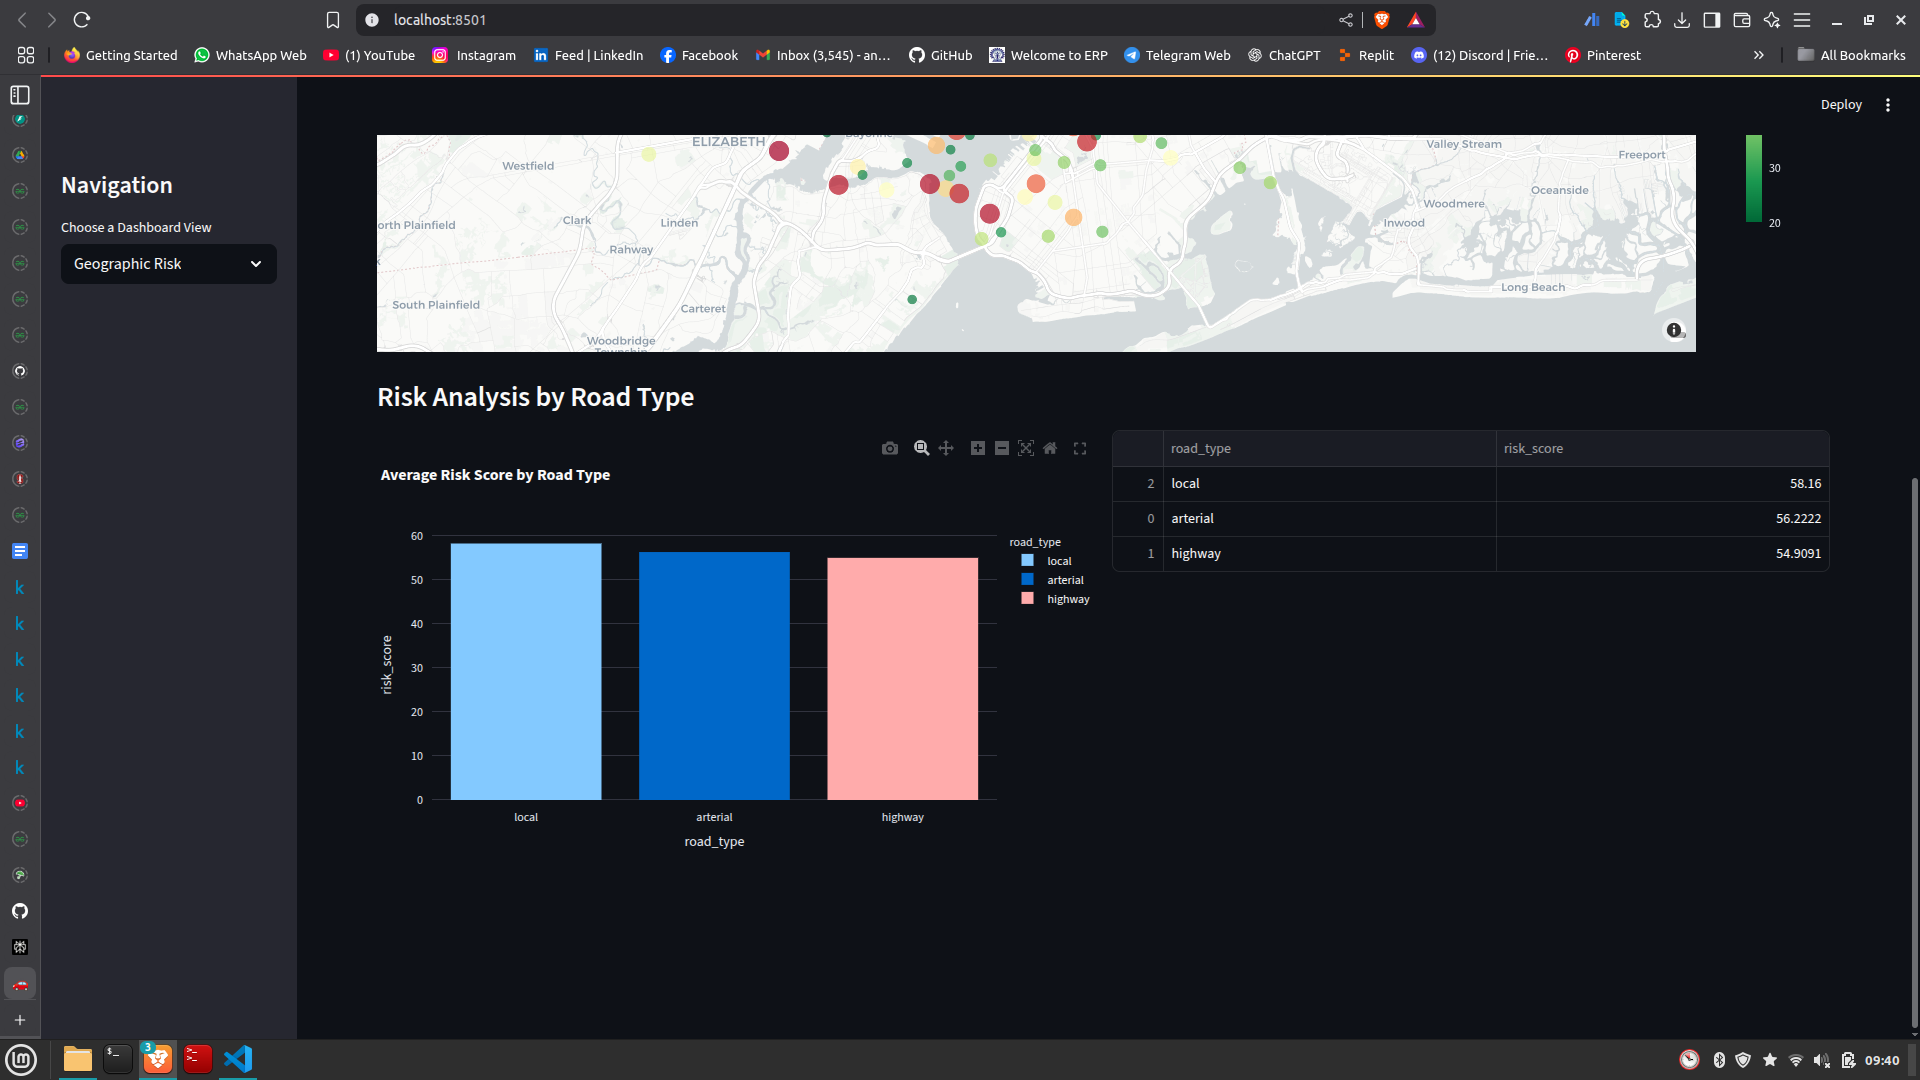 localhost:8501
Getting Started
WhatsApp Web
(1) YouTube
Instagram
Feed | LinkedIn
Facebook
Inbox (3,545) - an...
GitHub
Welcome to ERP
Telegram Web
ChatGPT
Replit
(12) Discord | Frie...
Pinterest
All Bookmarks
Deploy
Navigation
Choose a Dashboard View
Geographic Risk
ELIZABETH
Westfield
Valley Stream
Freeport
Oceanside
Woodmere
Inwood
orth Plainfield
Clark
Linden
Rahway
South Plainfield
Carteret
Long Beach
Woodbridge
30
20
Risk Analysis by Road Type
Average Risk Score by Road Type
60
50
40
30
20
10
0
risk_score
local
arterial
highway
road_type
road_type
local
arterial
highway
road_type risk_score
2 local 58.16
0 arterial 56.2222
1 highway 54.9091
3
09:40